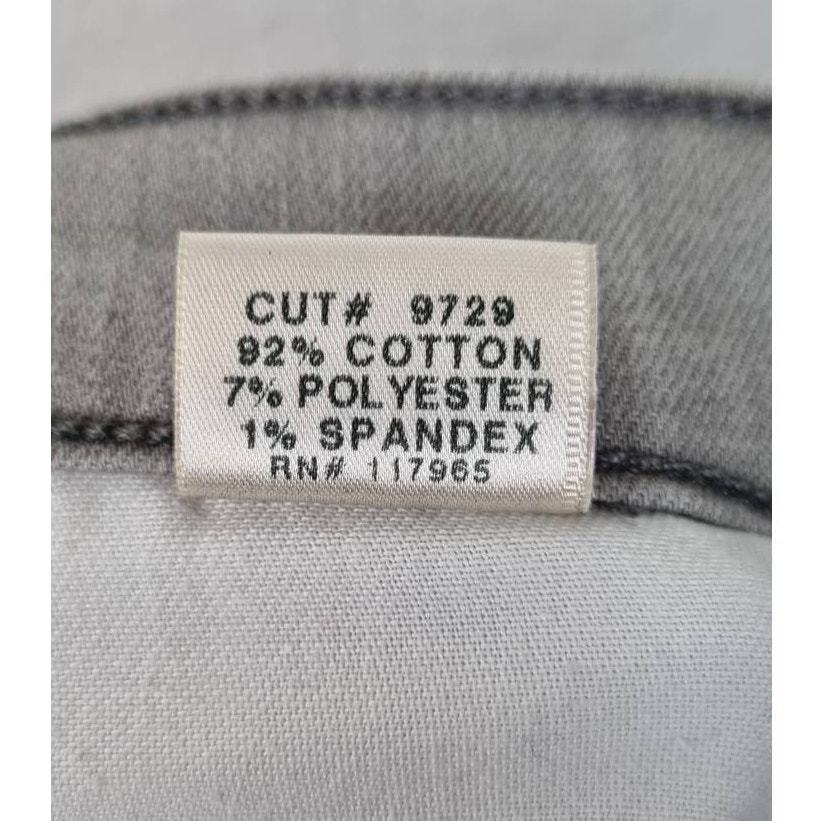 CUT# 9729
92% COTTON
7% POLYESTER
1% SPANDEX
RN# 117965